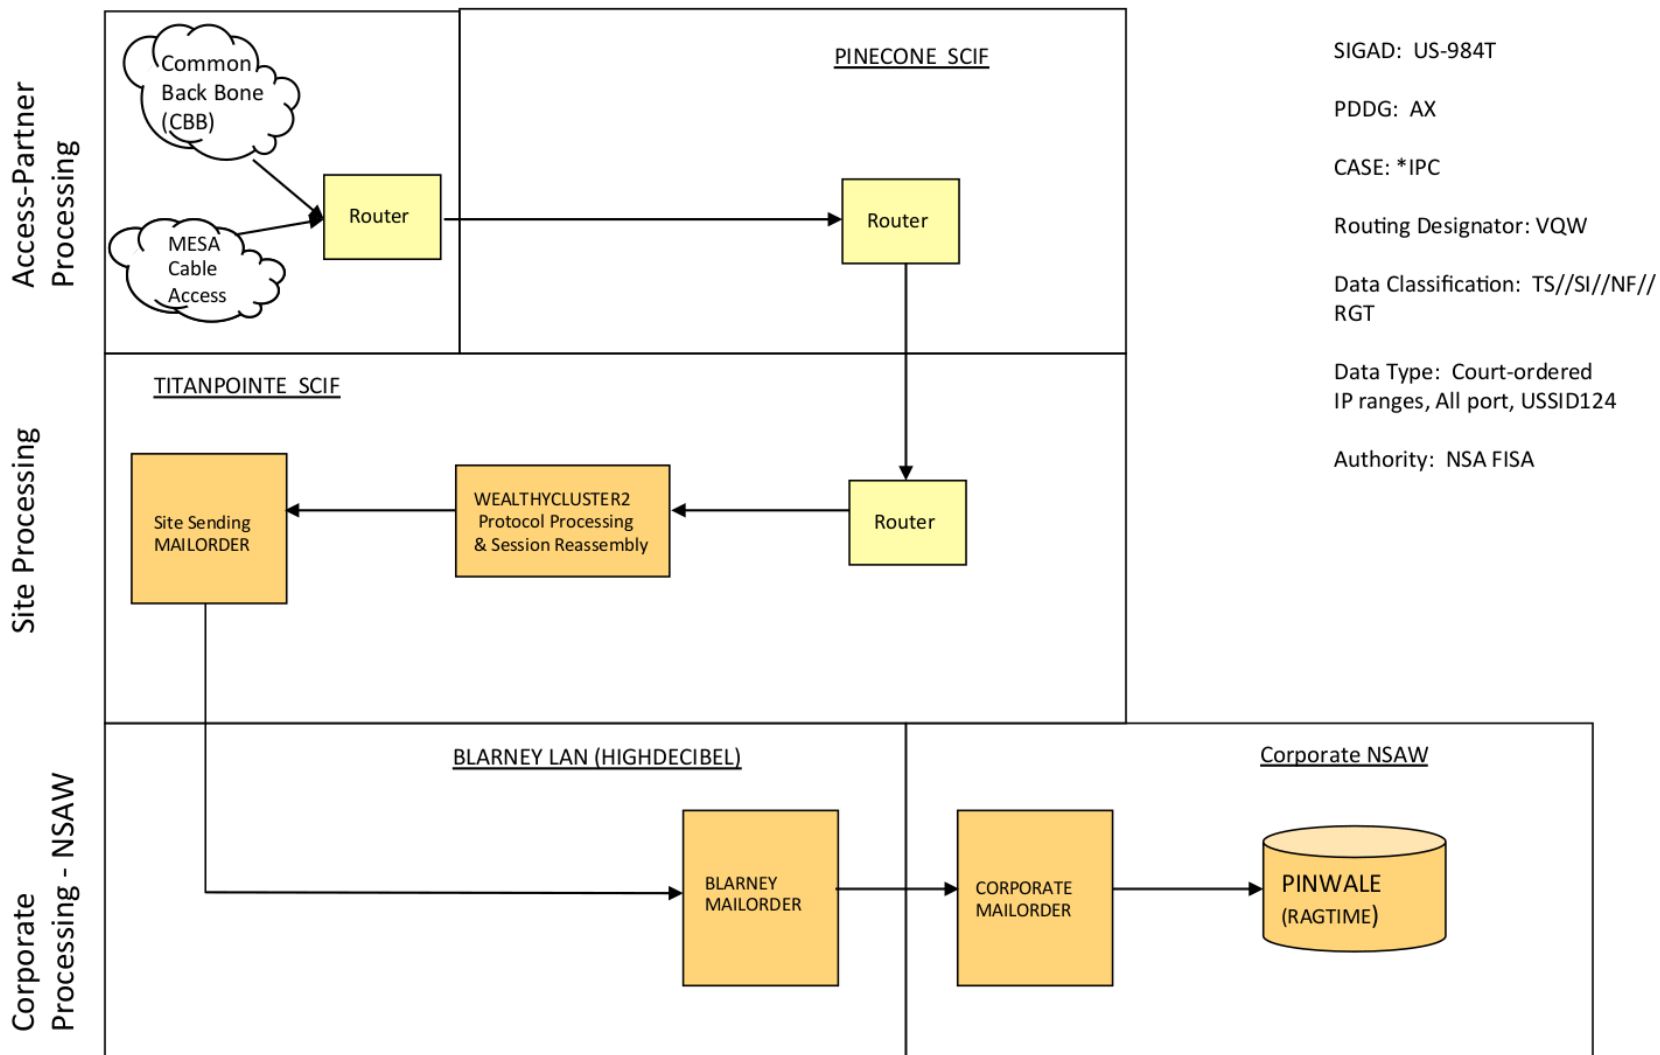 Access-Partner
Processing
Common
Back Bone
(CBB)
MESA
Cable
Access
Router
PINECONE SCIF
Router
SIGAD: US-984T
PDDG: AX
CASE: *IPC
Routing Designator: VQW
Data Classification: TS//SI//NF//
RGT
Data Type: Court-ordered
IP ranges, All port, USSID124
Authority: NSA FISA
Site Processing
TITANPOINTE SCIF
Site Sending
MAILORDER
WEALTHYCLUSTER2
Protocol Processing
& Session Reassembly
Router
Corporate
Processing - NSAW
BLARNEY LAN (HIGHDECIBEL)
BLARNEY
MAILORDER
Corporate NSAW
CORPORATE
MAILORDER
PINWALE
(RAGTIME)